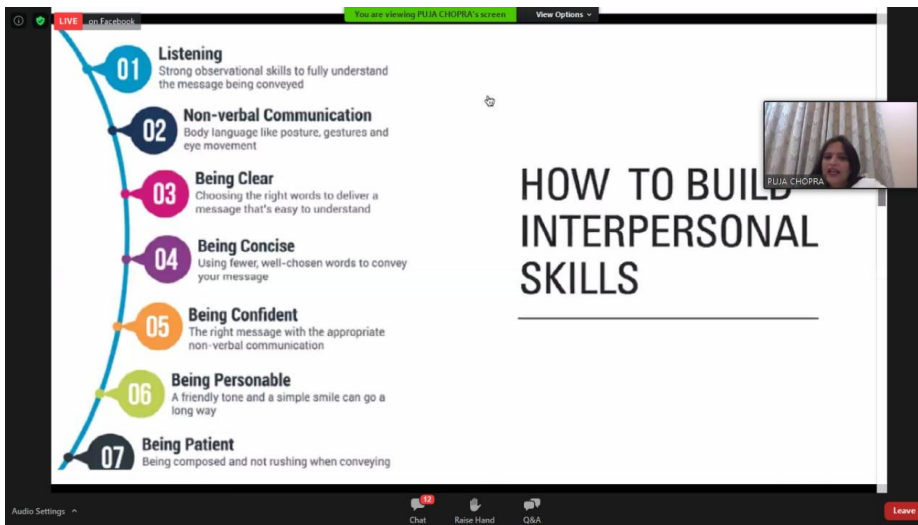 LIVE on Facebook
You are viewing PUJA CHOPRA's screen
View Options
01
Listening
Strong observational skills to fully understand
the message being conveyed
02
Non-verbal Communication
Body language like posture, gestures and
eye movement
03
Being Clear
Choosing the right words to deliver a
message that's easy to understand
04
Being Concise
Using fewer, well-chosen words to convey
your message
05
Being Confident
The right message with the appropriate
non-verbal communication
06
Being Personable
A friendly tone and a simple smile can go a
long way
07
Being Patient
Being composed and not rushing when conveying
HOW TO BUILD
INTERPERSONAL
SKILLS
PUJA CHOPRA
Audio Settings
12
Chat
Raise Hand
Q&A
Leave